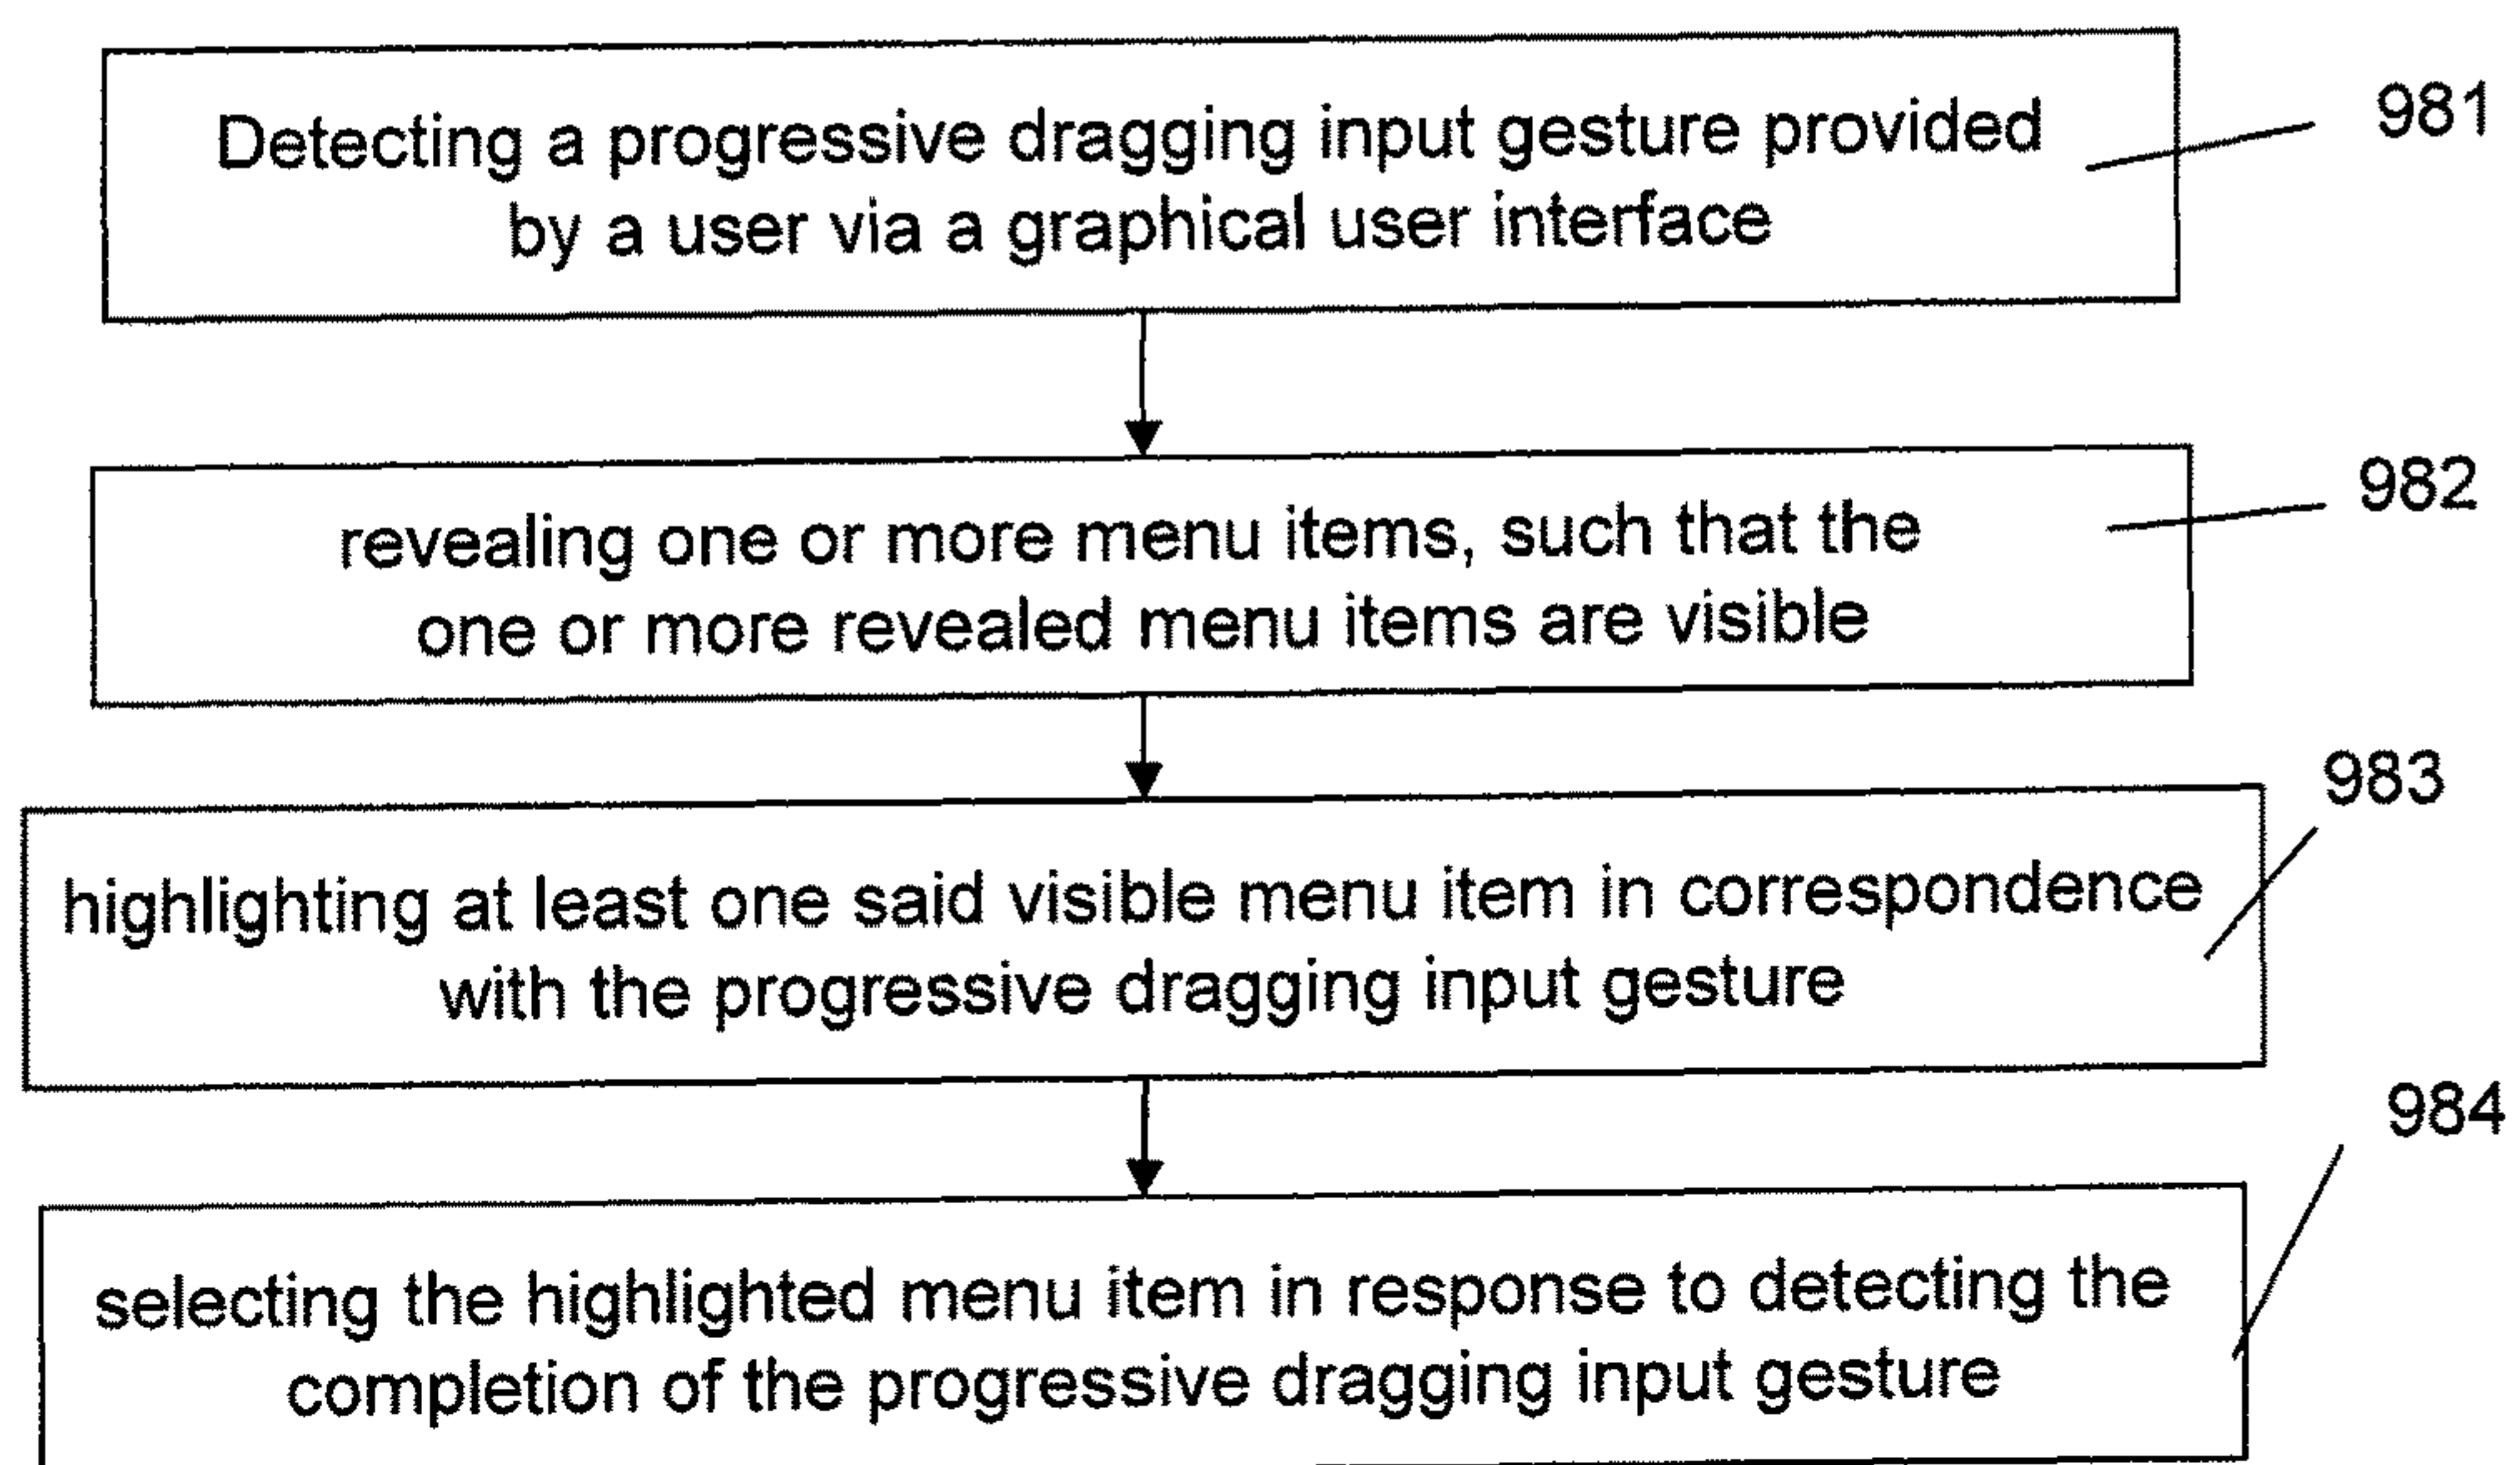 Detecting a progressive dragging input gesture provided
by a user via a graphical user interface
981
revealing one or more menu items, such that the
one or more revealed menu items are visible
982
highlighting at least one said visible menu item in correspondence
with the progressive dragging input gesture
983
selecting the highlighted menu item in response to detecting the
completion of the progressive dragging input gesture
984